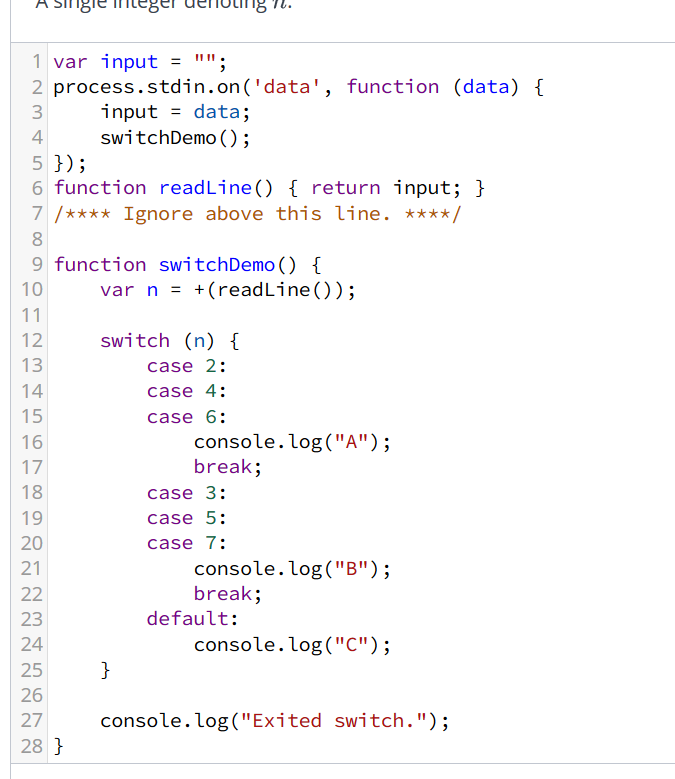 A single integer denoting n.
1 var input = "";
2 process.stdin.on('data', function (data) {
3     input = data;
4     switchDemo();
5 });
6 function readLine() { return input; }
7 /**** Ignore above this line. ****/
8
9 function switchDemo() {
10     var n = +(readLine());
11
12     switch (n) {
13         case 2:
14         case 4:
15         case 6:
16             console.log("A");
17             break;
18         case 3:
19         case 5:
20         case 7:
21             console.log("B");
22             break;
23         default:
24             console.log("C");
25     }
26
27     console.log("Exited switch.");
28 }